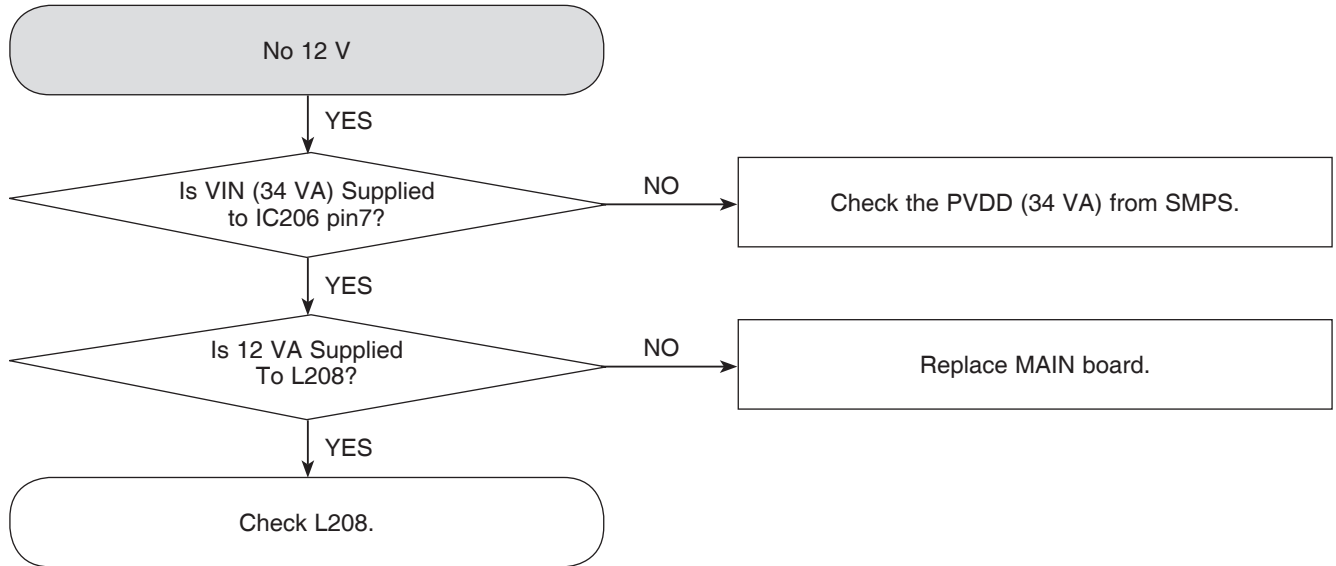 No 12 V
YES
Is VIN (34 VA) Supplied
to IC206 pin7?
NO
Check the PVDD (34 VA) from SMPS.
YES
Is 12 VA Supplied
To L208?
NO
Replace MAIN board.
YES
Check L208.